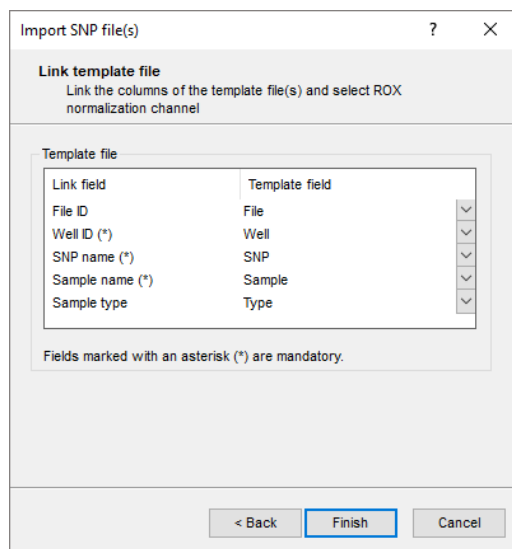 Import SNP file(s) ?
Link template file
Link the columns of the template file(s) and select ROX
normalization channel
Template file
Link field Template field
File ID File
Well ID (*) Well
SNP name (*) SNP
Sample name (*) Sample
Sample type Type
Fields marked with an asterisk (*) are mandatory.
< Back Finish Cancel